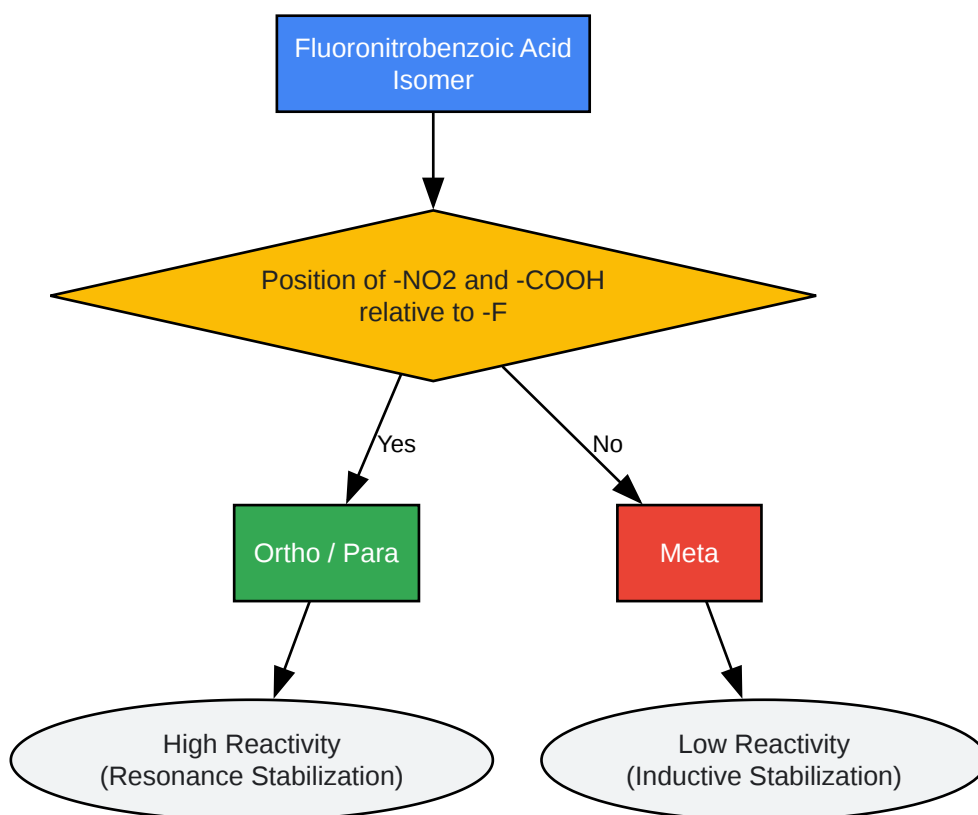 Fluoronitrobenzoic Acid
Isomer
Position of -NO2 and -COOH
relative to -F
Yes
No
Ortho / Para
Meta
High Reactivity
(Resonance Stabilization)
Low Reactivity
(Inductive Stabilization)